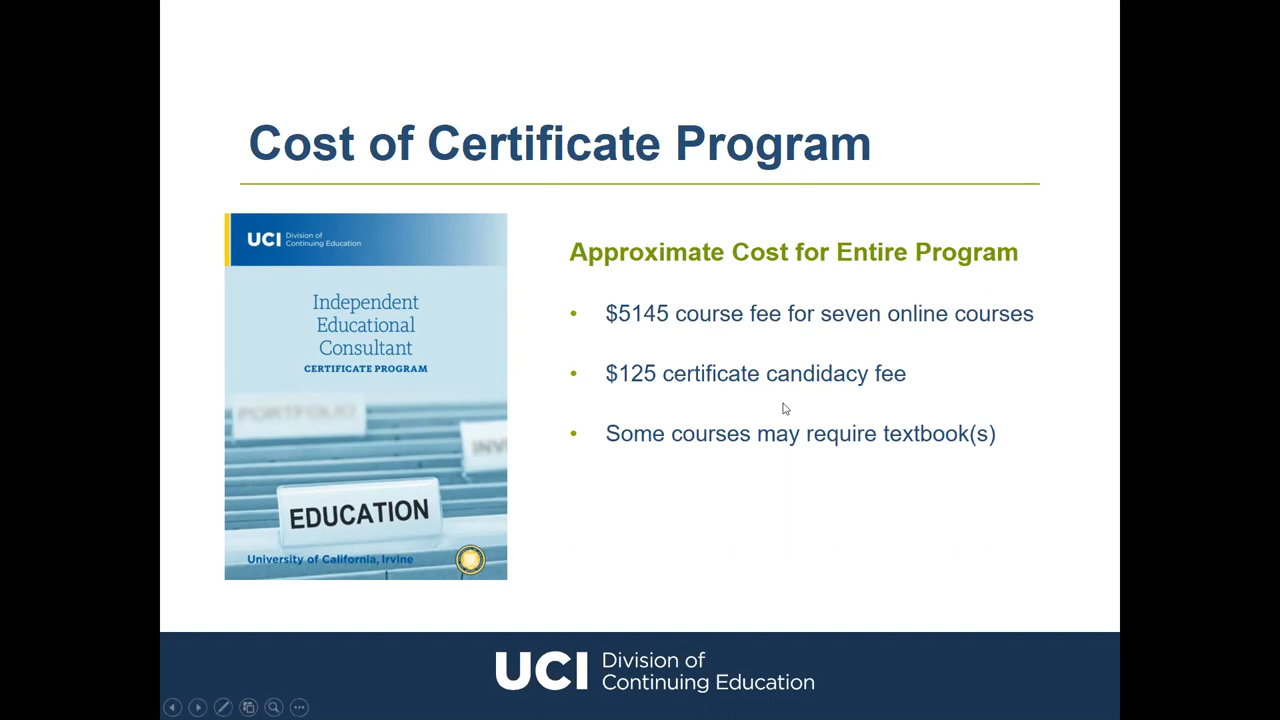 Cost of Certificate Program
UCI Division of
Continuing Education
Independent
Educational
Consultant
CERTIFICATE PROGRAM
PORTFOLIO
INV
EDUCATION
University of California, Irvine
Approximate Cost for Entire Program
• $5145 course fee for seven online courses
• $125 certificate candidacy fee
• Some courses may require textbook(s)
UCI Division of
Continuing Education